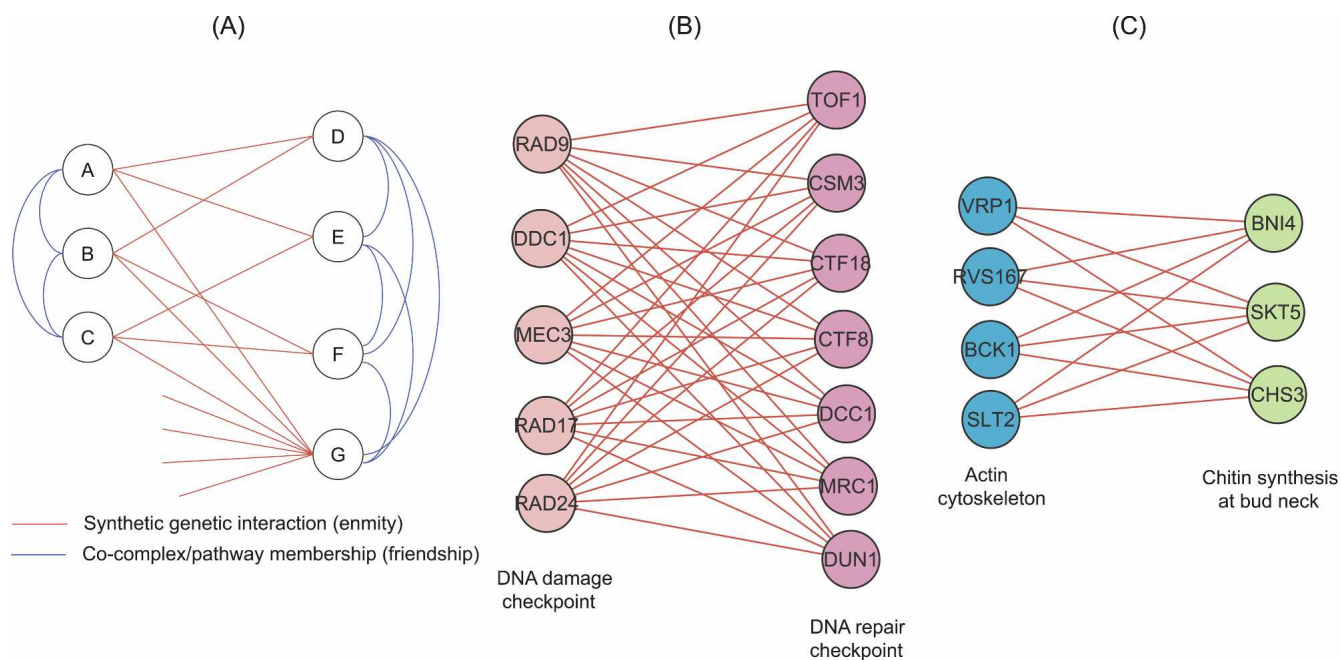 (A)
(B)
(C)
A
B
C
D
E
F
G
Synthetic genetic interaction (enmity)
Co-complex/pathway membership (friendship)
RAD9
DDC1
MEC3
RAD17
RAD24
DNA damage
checkpoint
TOF1
CSM3
CTF18
CTF8
DCC1
MRC1
DUN1
DNA repair
checkpoint
VRP1
RVS167
BCK1
SLT2
Actin
cytoskeleton
BNI4
SKT5
CHS3
Chitin synthesis
at bud neck